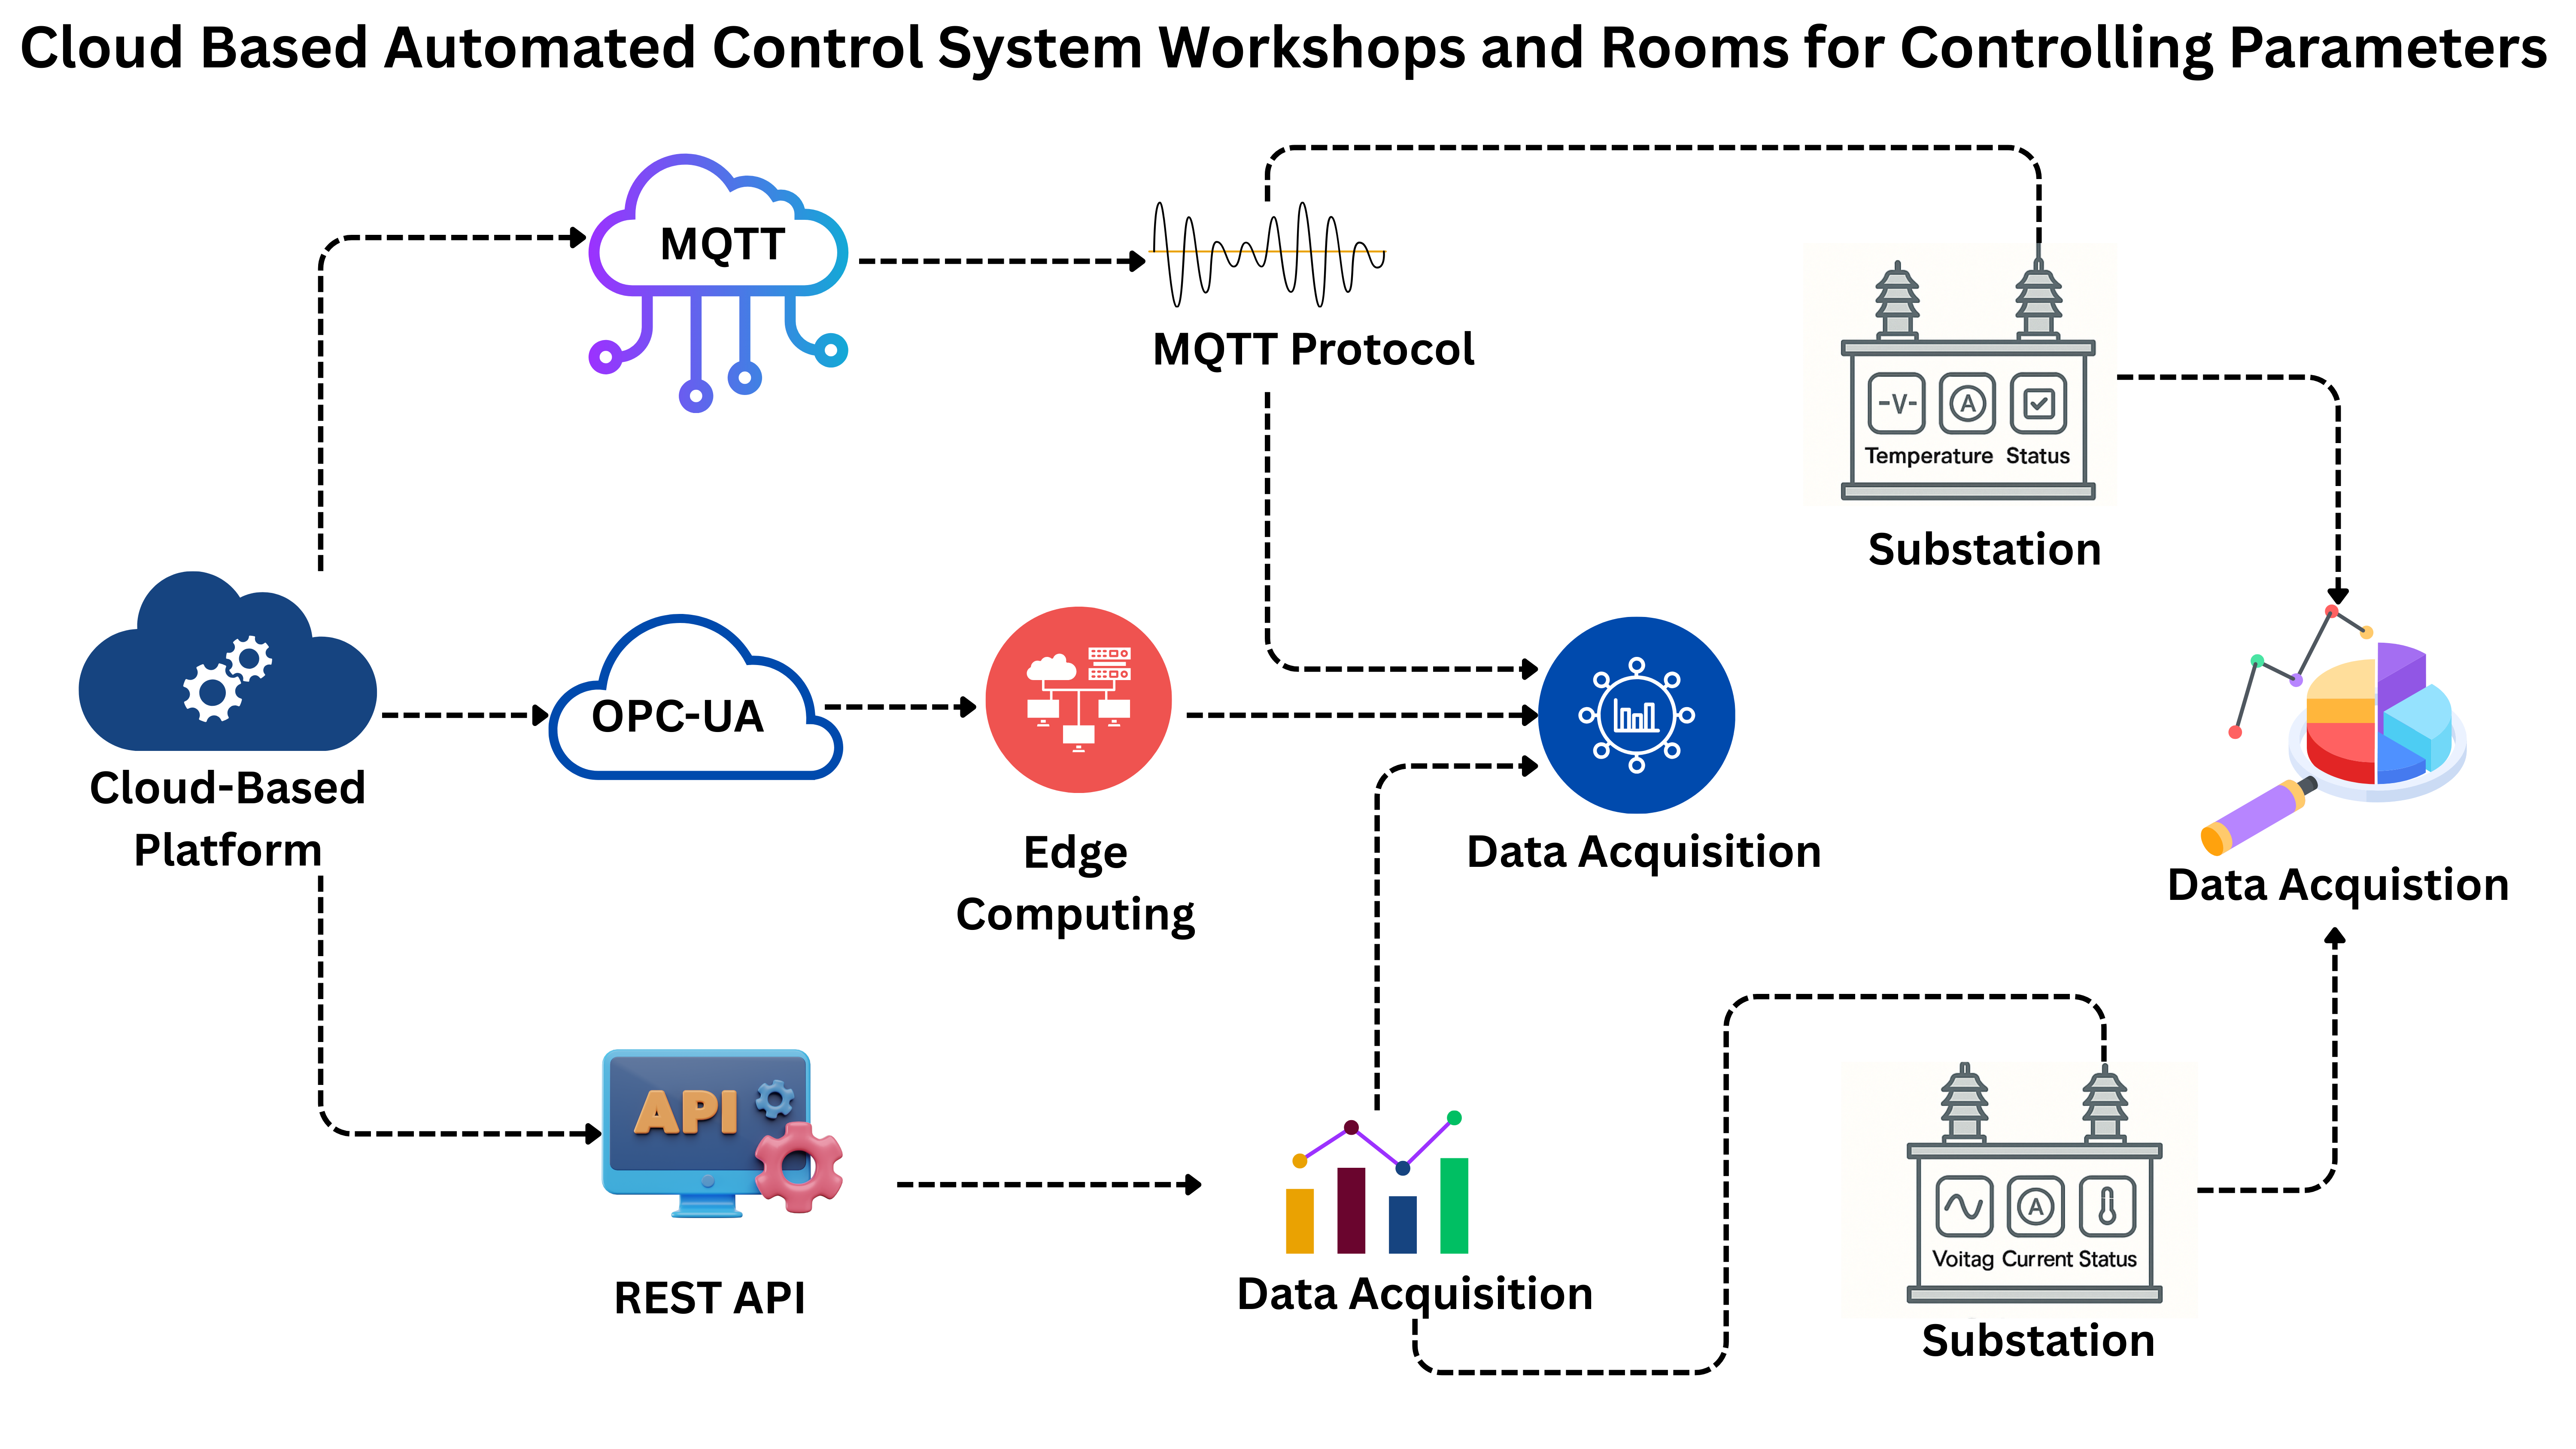 Cloud Based Automated Control System Workshops and Rooms for Controlling Parameters
MQTT
MQTT Protocol
-V-
A
Temperature Status
Substation
Cloud-Based
Platform
OPC-UA
Edge
Computing
Data Acquisition
Data Acquistion
API
REST API
Data Acquisition
A
Voitag Current Status
Substation